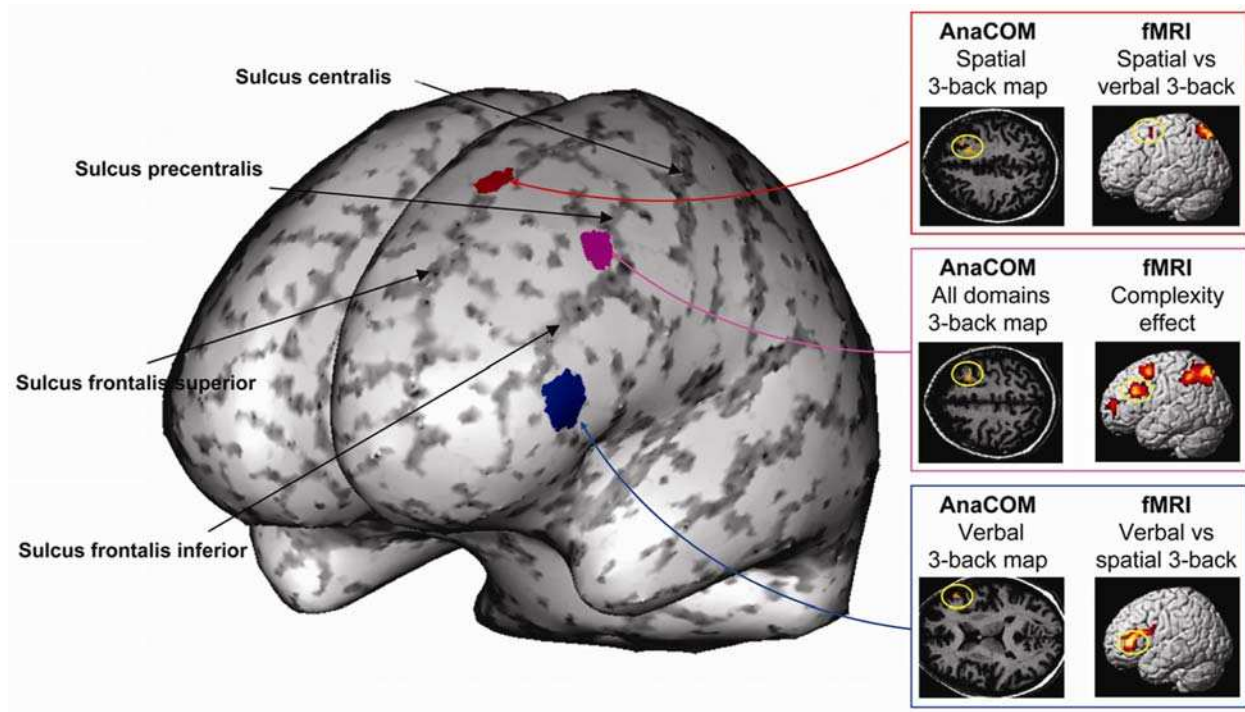 Sulcus centralis
Sulcus precentralis
Sulcus frontalis superior
Sulcus frontalis inferior
AnaCOM
Spatial
3-back map
fMRI
Spatial vs
verbal 3-back
AnaCOM
All domains
3-back map
fMRI
Complexity
effect
AnaCOM
Verbal
3-back map
fMRI
Verbal vs
spatial 3-back